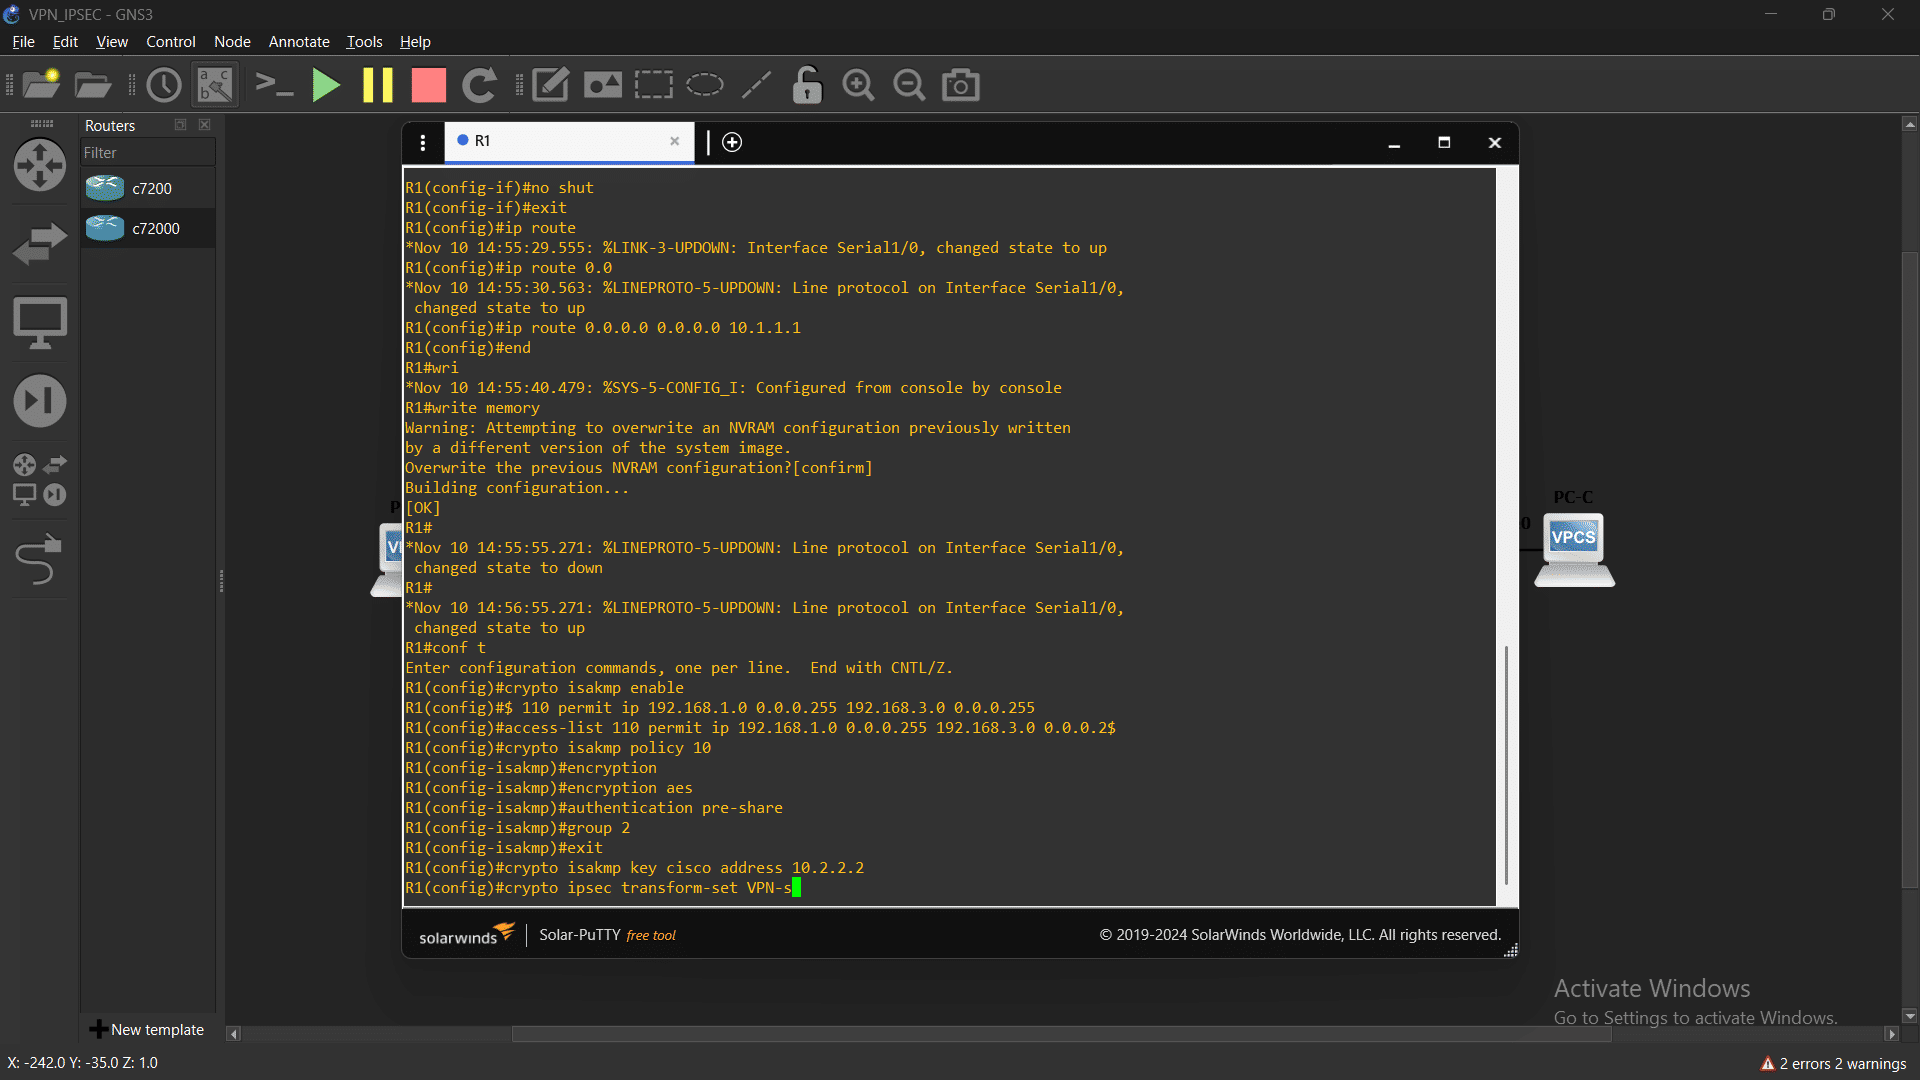 VPN_IPSEC - GNS3
File Edit View Control Node Annotate Tools Help
Routers
Filter
c7200
c72000
R1
R1(config-if)#no shut
R1(config-if)#exit
R1(config)#ip route
*Nov 10 14:55:29.555: %LINK-3-UPDOWN: Interface Serial1/0, changed state to up
R1(config)#ip route 0.0
*Nov 10 14:55:30.563: %LINEPROTO-5-UPDOWN: Line protocol on Interface Serial1/0,
changed state to up
R1(config)#ip route 0.0.0.0 0.0.0.0 10.1.1.1
R1(config)#end
R1#wri
*Nov 10 14:55:40.479: %SYS-5-CONFIG_I: Configured from console by console
R1#write memory
Warning: Attempting to overwrite an NVRAM configuration previously written
by a different version of the system image.
Overwrite the previous NVRAM configuration?[confirm]
Building configuration...
[OK]
R1#
*Nov 10 14:55:55.271: %LINEPROTO-5-UPDOWN: Line protocol on Interface Serial1/0,
changed state to down
R1#
*Nov 10 14:56:55.271: %LINEPROTO-5-UPDOWN: Line protocol on Interface Serial1/0,
changed state to up
R1#conf t
Enter configuration commands, one per line.  End with CNTL/Z.
R1(config)#crypto isakmp enable
R1(config)#$ 110 permit ip 192.168.1.0 0.0.0.255 192.168.3.0 0.0.0.255
R1(config)#access-list 110 permit ip 192.168.1.0 0.0.0.255 192.168.3.0 0.0.0.2$
R1(config)#crypto isakmp policy 10
R1(config-isakmp)#encryption
R1(config-isakmp)#encryption aes
R1(config-isakmp)#authentication pre-share
R1(config-isakmp)#group 2
R1(config-isakmp)#exit
R1(config)#crypto isakmp key cisco address 10.2.2.2
R1(config)#crypto ipsec transform-set VPN-s
solarwinds
Solar-PuTTY free tool
© 2019-2024 SolarWinds Worldwide, LLC. All rights reserved.
PC-C
VPCS
Activate Windows
Go to Settings to activate Windows.
New template
X: -242.0 Y: -35.0 Z: 1.0
2 errors 2 warnings